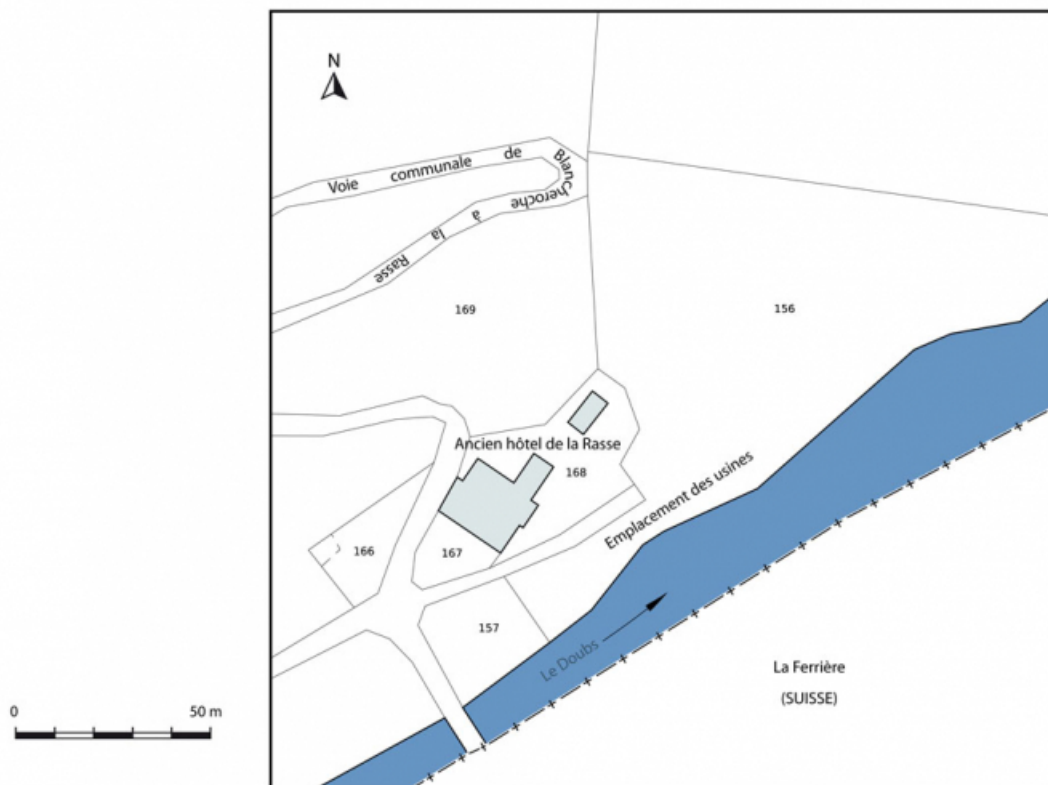 N
Voie communale de Blancheroche à la Rasse
169
156
Ancien hôtel de la Rasse
168
Emplacement des usines
166
167
157
Le Doubs
La Ferrière
(SUISSE)
0 50 m